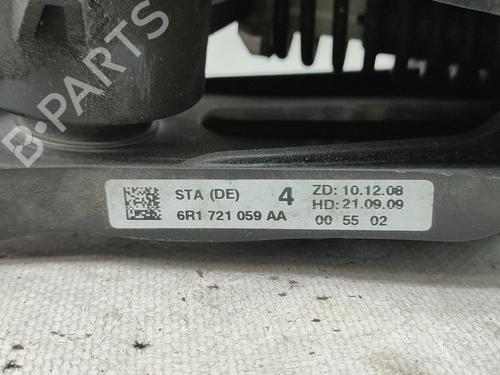 B-PARTS
STA (DE) 4 ZD: 10.12.08
HD: 21.09.09
6R1 721 059 AA 00 55 02